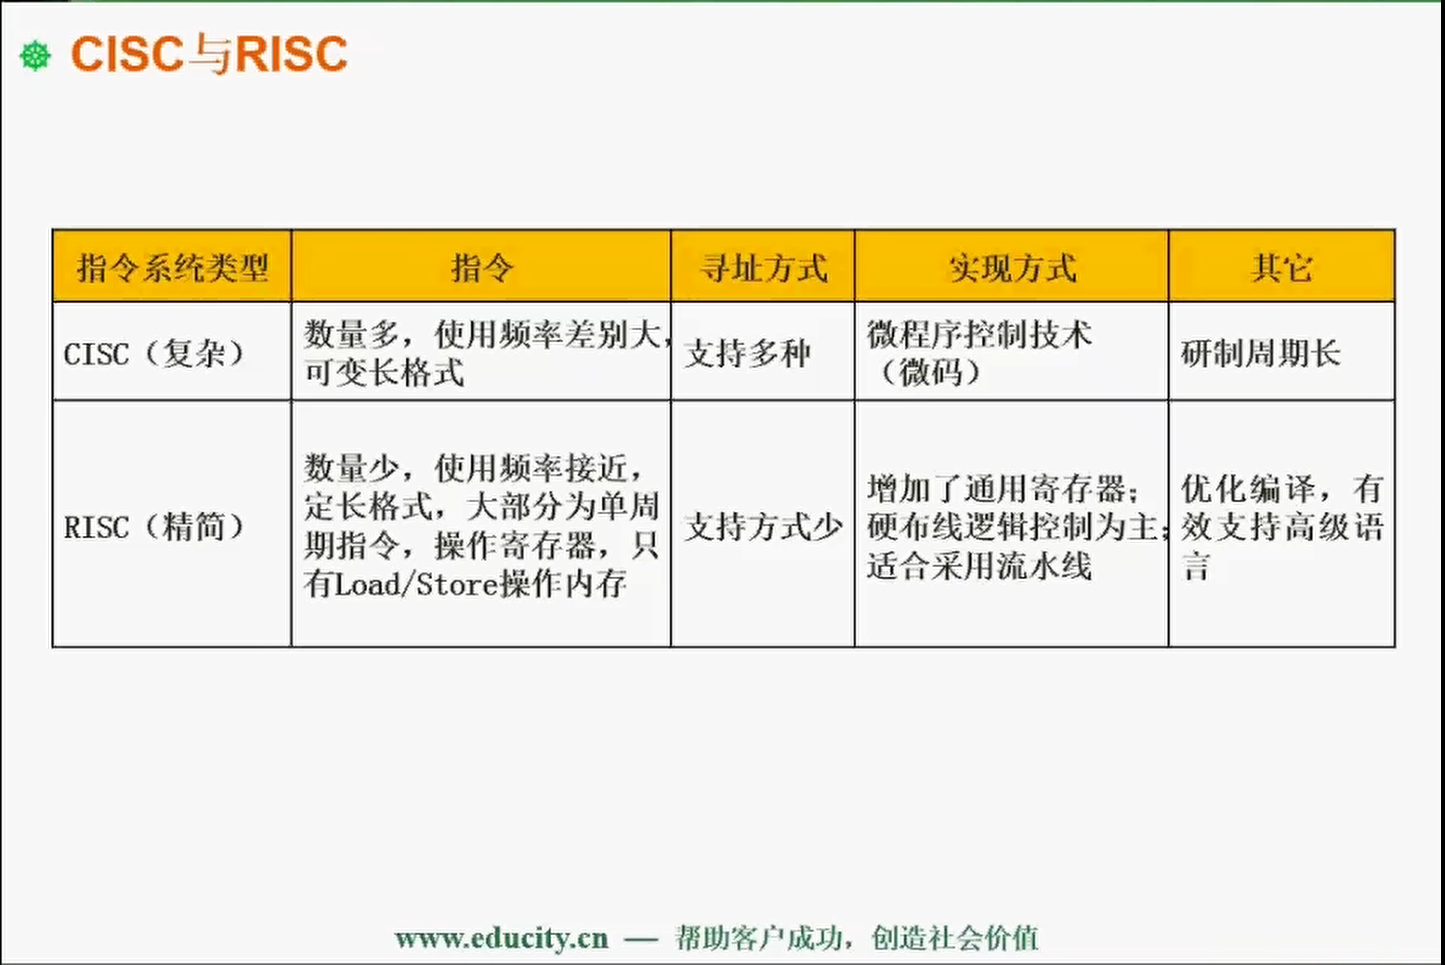 CISC与RISC
指令系统类型
指令
寻址方式
实现方式
其它
CISC（复杂）
数量多，使用频率差别大，
可变长格式
支持多种
微程序控制技术
（微码）
研制周期长
RISC（精简）
数量少，使用频率接近，
定长格式，大部分为单周
期指令，操作寄存器，只
有Load/Store操作内存
支持方式少
增加了通用寄存器；
硬布线逻辑控制为主；
适合采用流水线
优化编译，有
效支持高级语
言
www.educity.cn — 帮助客户成功，创造社会价值